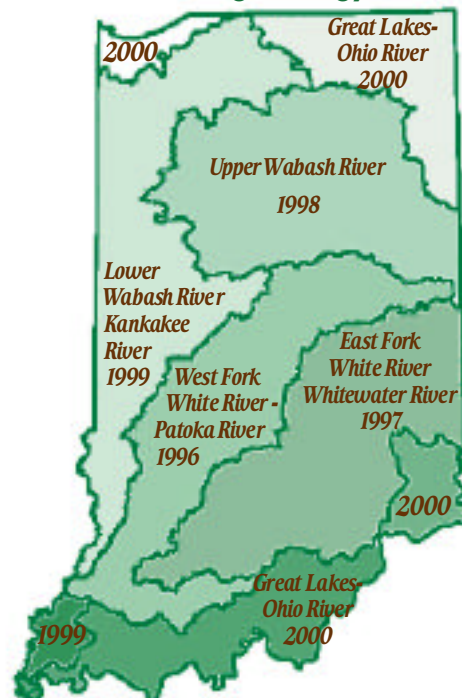 2000
Great Lakes-
Ohio River
2000
Upper Wabash River
1998
Lower
Wabash River
Kankakee
River
1999
West Fork
White River -
Patoka River
1996
East Fork
White River
Whitewater River
1997
2000
Great Lakes-
Ohio River
2000
1999